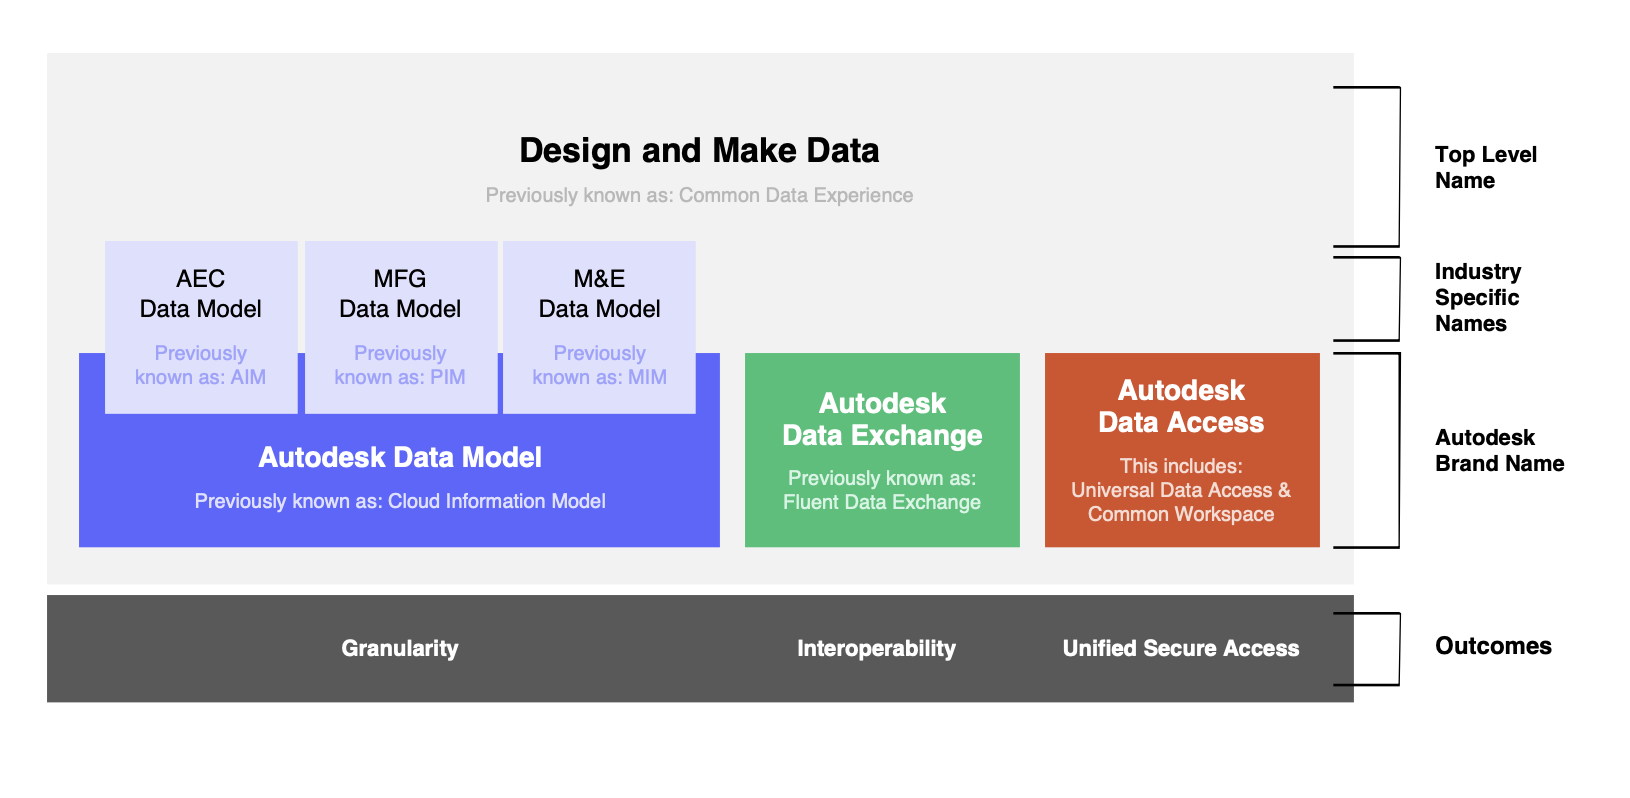 Design and Make Data
Previously known as: Common Data Experience
Top Level
Name
AEC
Data Model
Previously
known as: AIM
MFG
Data Model
Previously
known as: PIM
M&E
Data Model
Previously
known as: MIM
Industry
Specific
Names
Autodesk Data Model
Previously known as: Cloud Information Model
Autodesk
Data Exchange
Previously known as:
Fluent Data Exchange
Autodesk
Data Access
This includes:
Universal Data Access &
Common Workspace
Autodesk
Brand Name
Granularity
Interoperability
Unified Secure Access
Outcomes